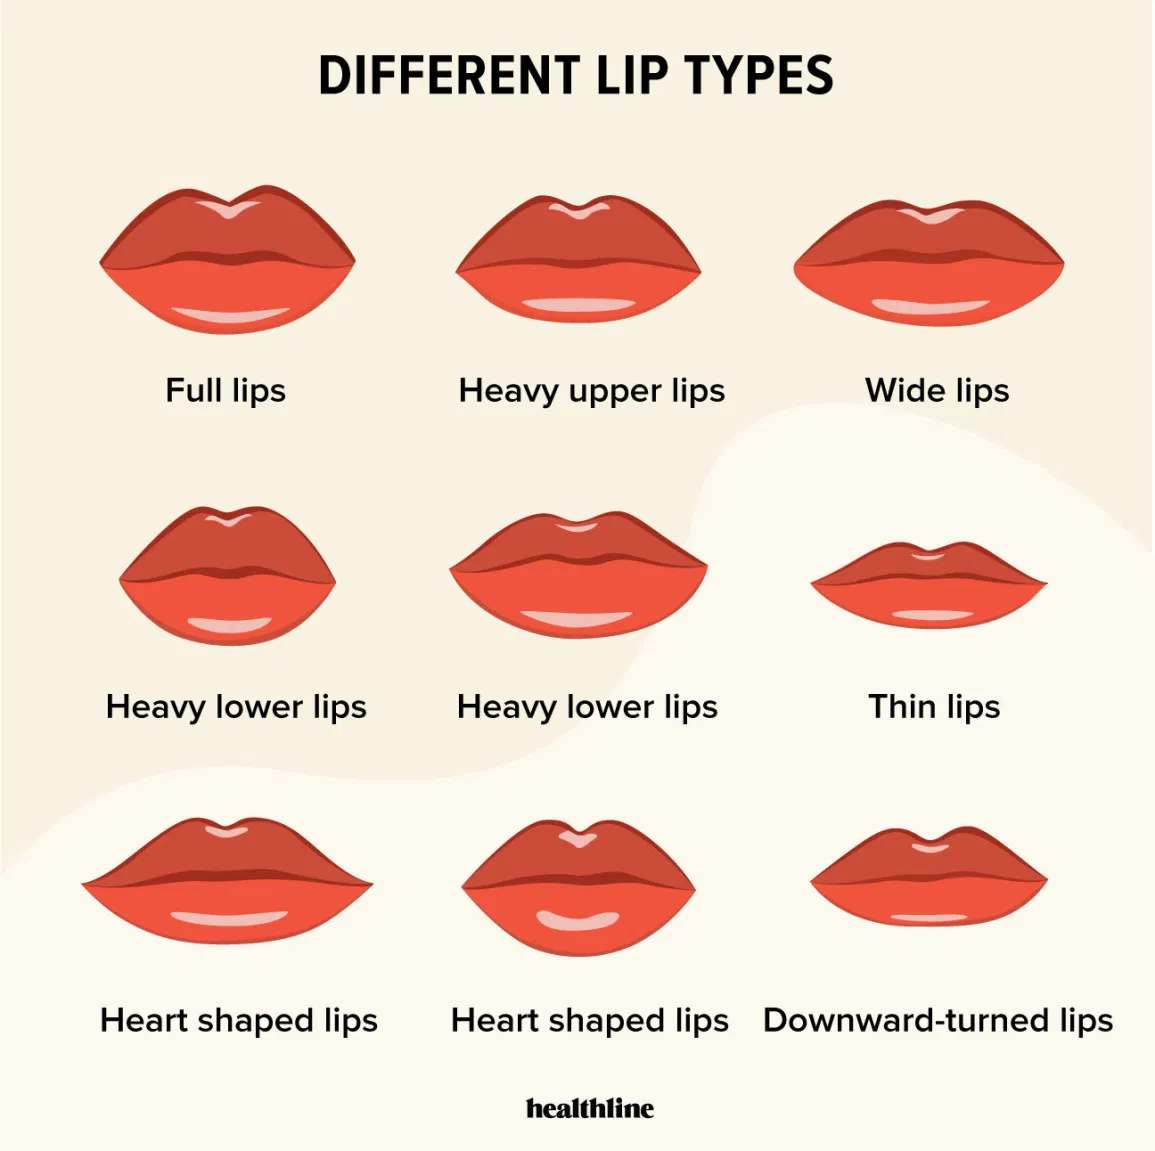 DIFFERENT LIP TYPES
Full lips
Heavy upper lips
Wide lips
Heavy lower lips
Heavy lower lips
Thin lips
Heart shaped lips
Heart shaped lips
Downward-turned lips
healthline